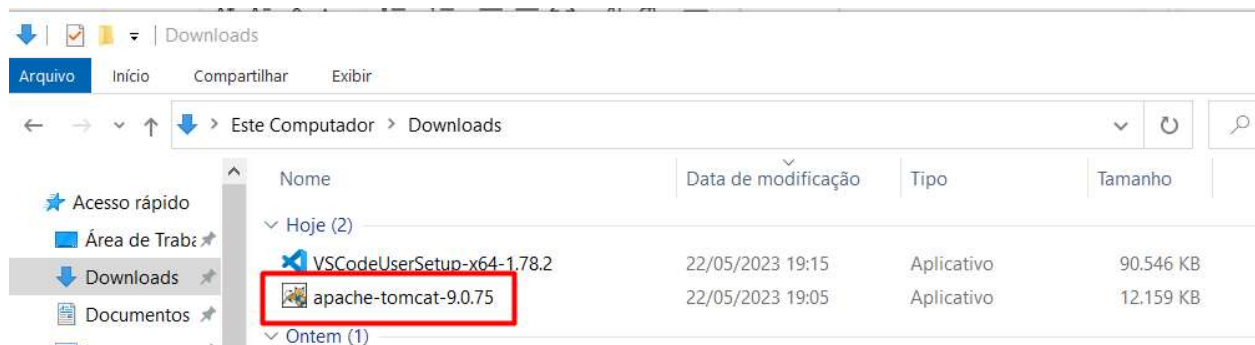 Downloads
Arquivo Início Compartilhar Exibir
Este Computador > Downloads
Nome Data de modificação Tipo Tamanho
Acesso rápido
Hoje (2)
Área de Traba
VSCodeUserSetup-x64-1.78.2 22/05/2023 19:15 Aplicativo 90.546 KB
Downloads
apache-tomcat-9.0.75 22/05/2023 19:05 Aplicativo 12.159 KB
Documentos
Ontem (1)